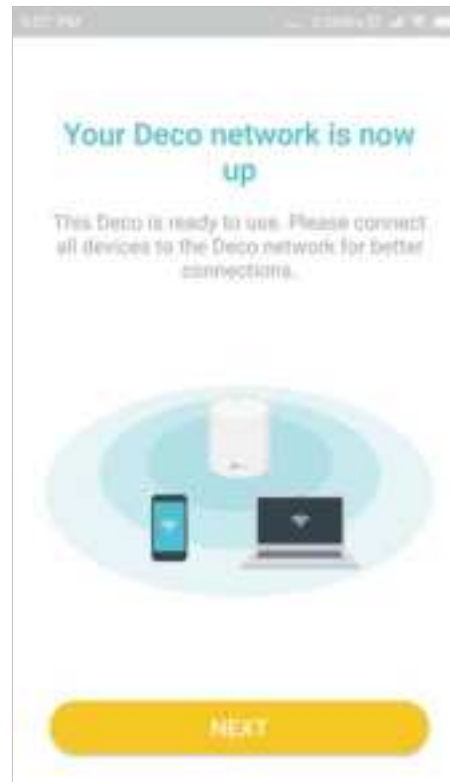 Your Deco network is now
up
This Deco is ready to use. Please connect
all devices to the Deco network for better
connections.
NEXT